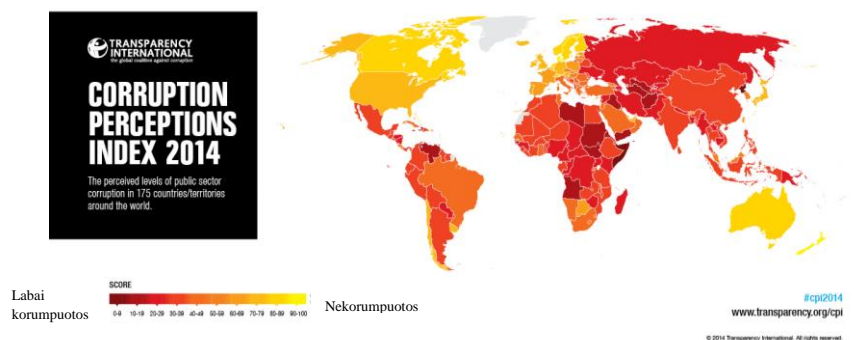 TRANSPARENCY
INTERNATIONAL
the global coalition against corruption
CORRUPTION
PERCEPTIONS
INDEX 2014
The perceived levels of public sector
corruption in 175 countries/territories
around the world.
SCORE
Labai
korumpuotos
0-9 10-19 20-29 30-39 40-49 50-59 60-69 70-79 80-89 90-100
Nekorumpuotos
#cpi2014
www.transparency.org/cpi
© 2014 Transparency International. All rights reserved.